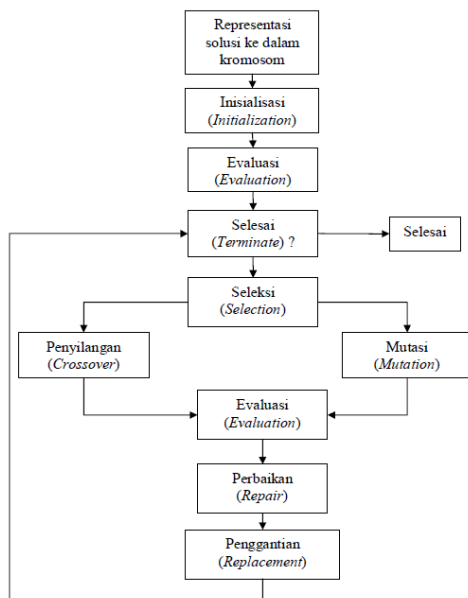 Representasi
solusi ke dalam
kromosom
Inisialisasi
(Initialization)
Evaluasi
(Evaluation)
Selesai
(Terminate) ?
Selesai
Seleksi
(Selection)
Penyilangan
(Crossover)
Mutasi
(Mutation)
Evaluasi
(Evaluation)
Perbaikan
(Repair)
Penggantian
(Replacement)